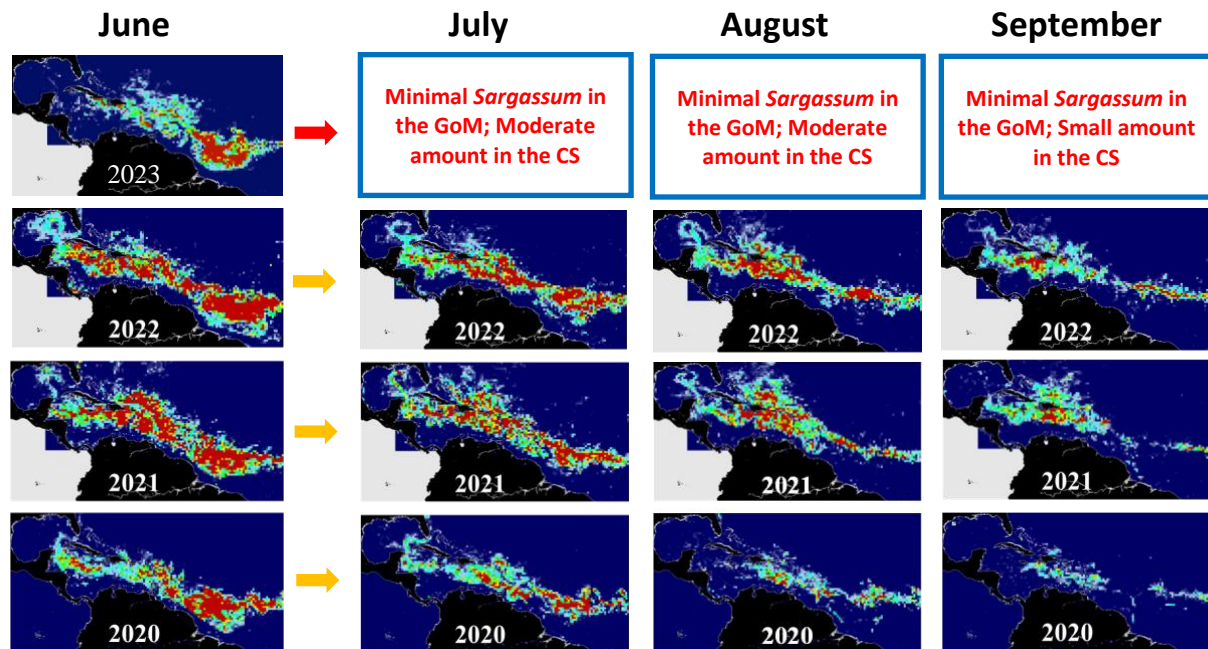 June
July
August
September
2023
Minimal Sargassum in
the GoM; Moderate
amount in the CS
Minimal Sargassum in
the GoM; Moderate
amount in the CS
Minimal Sargassum in
the GoM; Small amount
in the CS
2022
2022
2022
2022
2021
2021
2021
2021
2020
2020
2020
2020